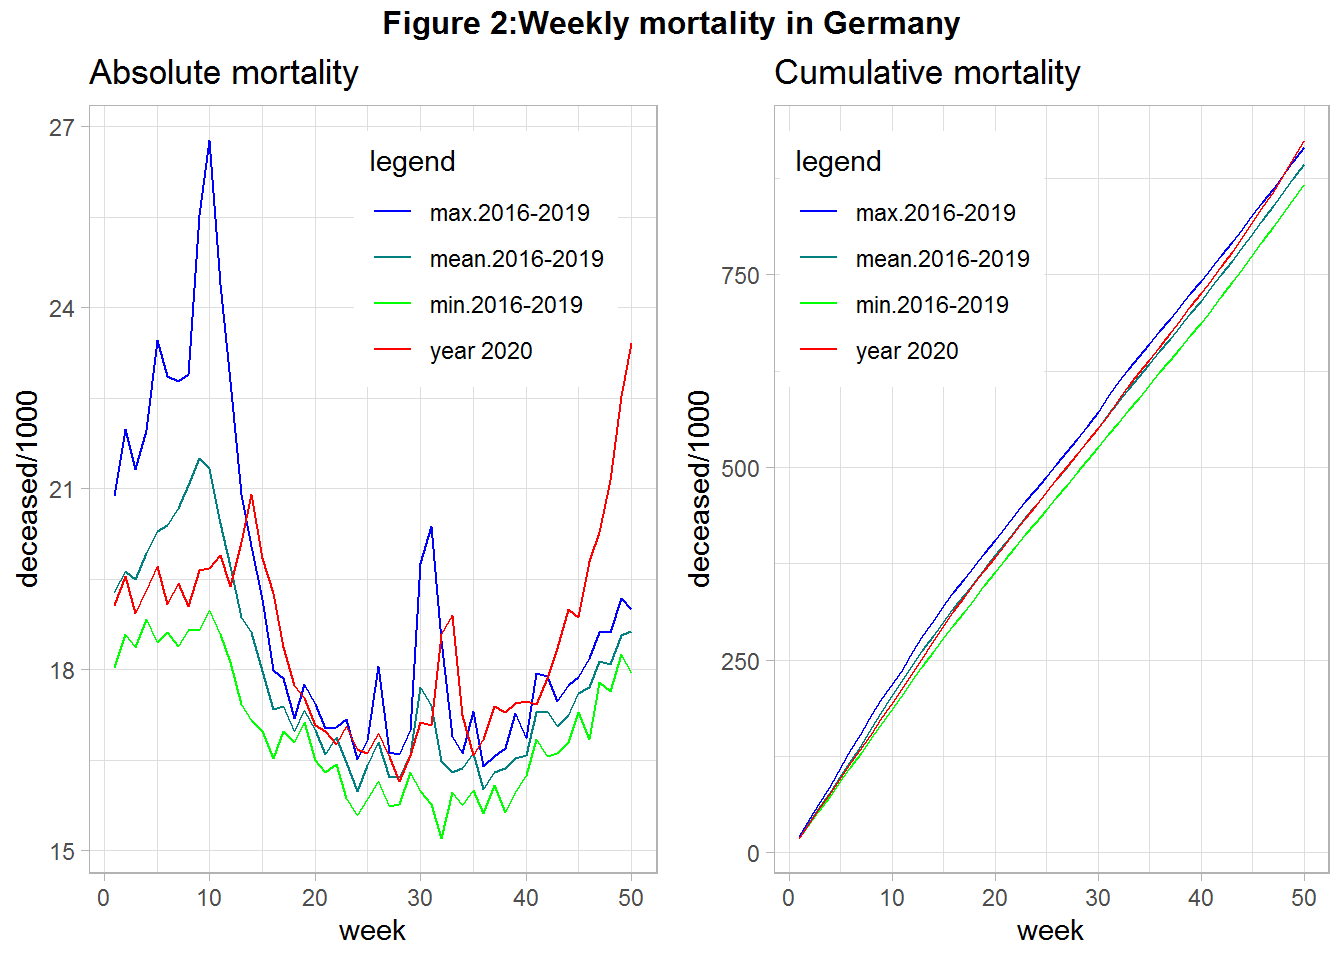 Figure 2:Weekly mortality in Germany
Absolute mortality
deceased/1000
27
24
21
18
15
legend
max.2016-2019
mean.2016-2019
min.2016-2019
year 2020
0 10 20 30 40 50
week
Cumulative mortality
deceased/1000
750
500
250
0
legend
max.2016-2019
mean.2016-2019
min.2016-2019
year 2020
0 10 20 30 40 50
week